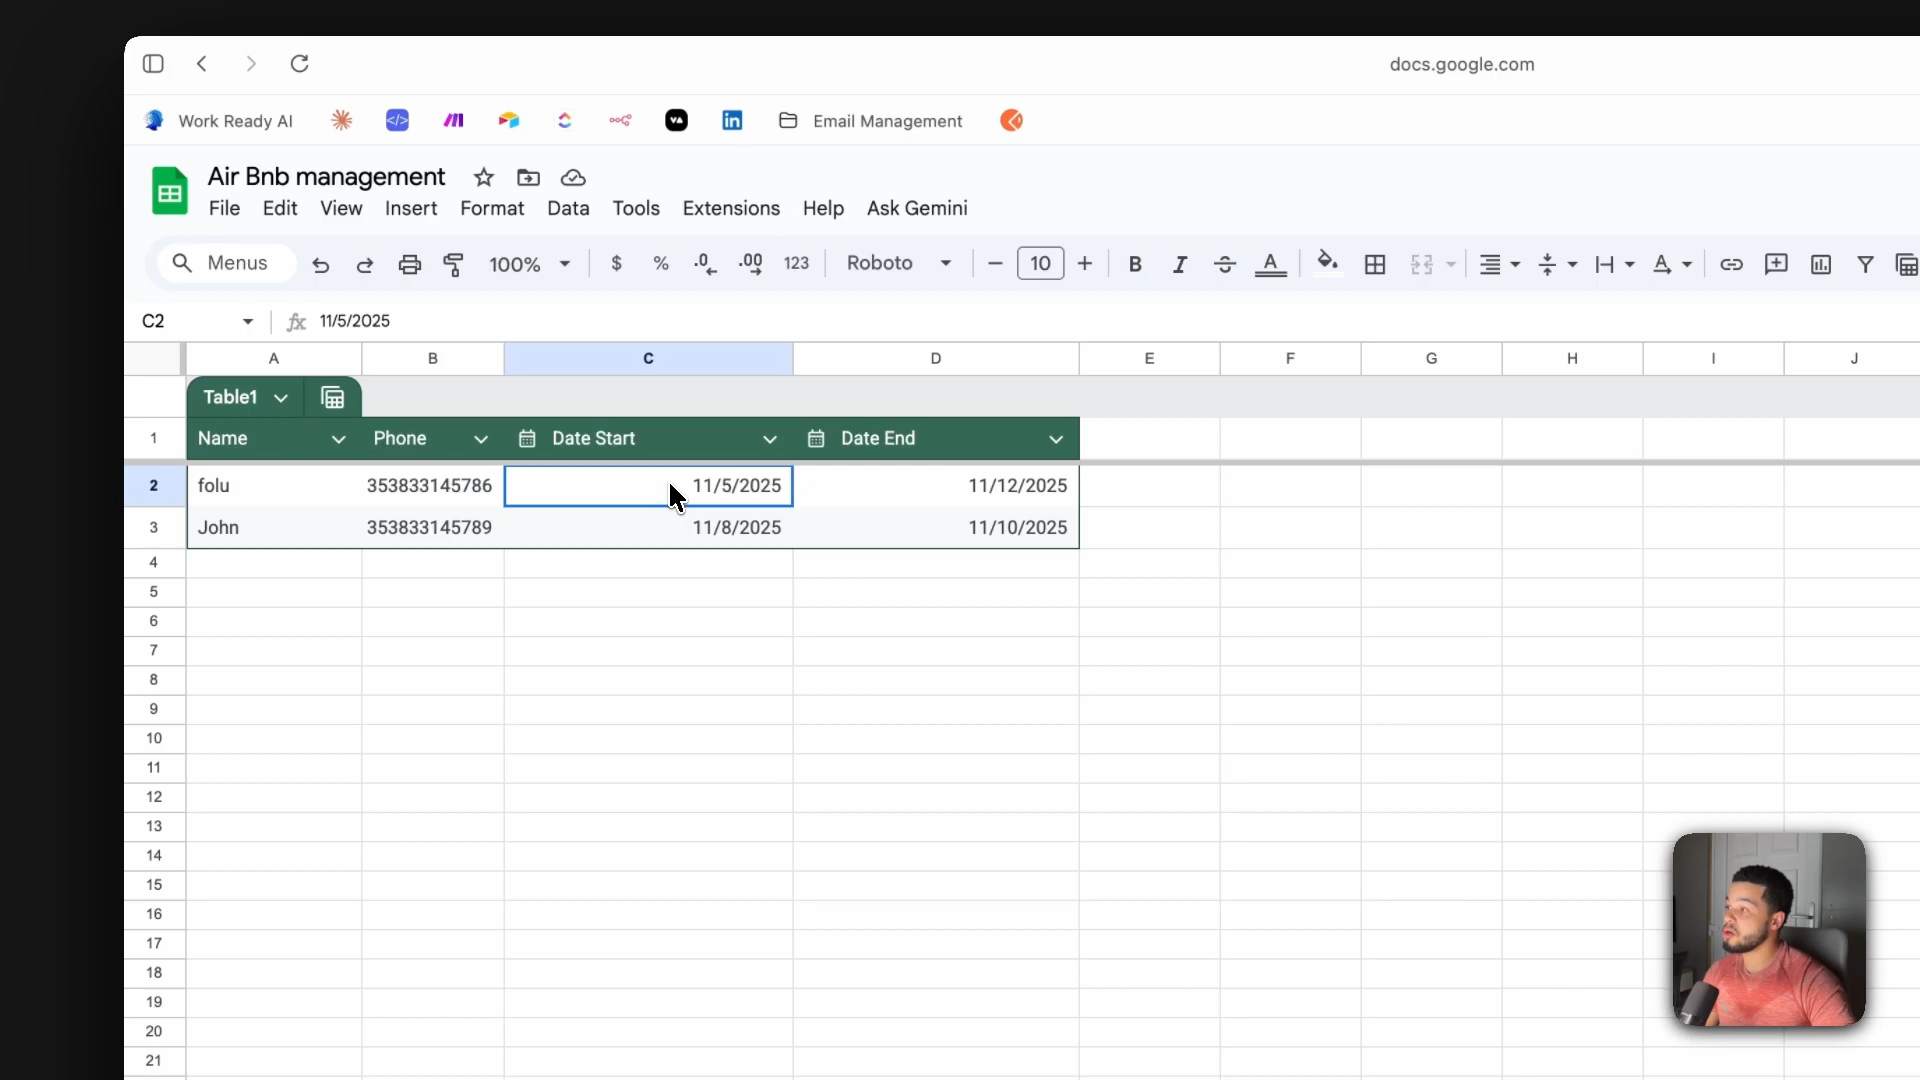 docs.google.com
Work Ready AI
Email Management
Air Bnb management
File Edit View Insert Format Data Tools Extensions Help Ask Gemini
Menus 100% $ % .0 .00 123 Roboto 10 B I S A
C2 fx 11/5/2025
A B C D E F G H I J
Table1
1 Name Phone Date Start Date End
2 folu 353833145786 11/5/2025 11/12/2025
3 John 353833145789 11/8/2025 11/10/2025
4
5
6
7
8
9
10
11
12
13
14
15
16
17
18
19
20
21